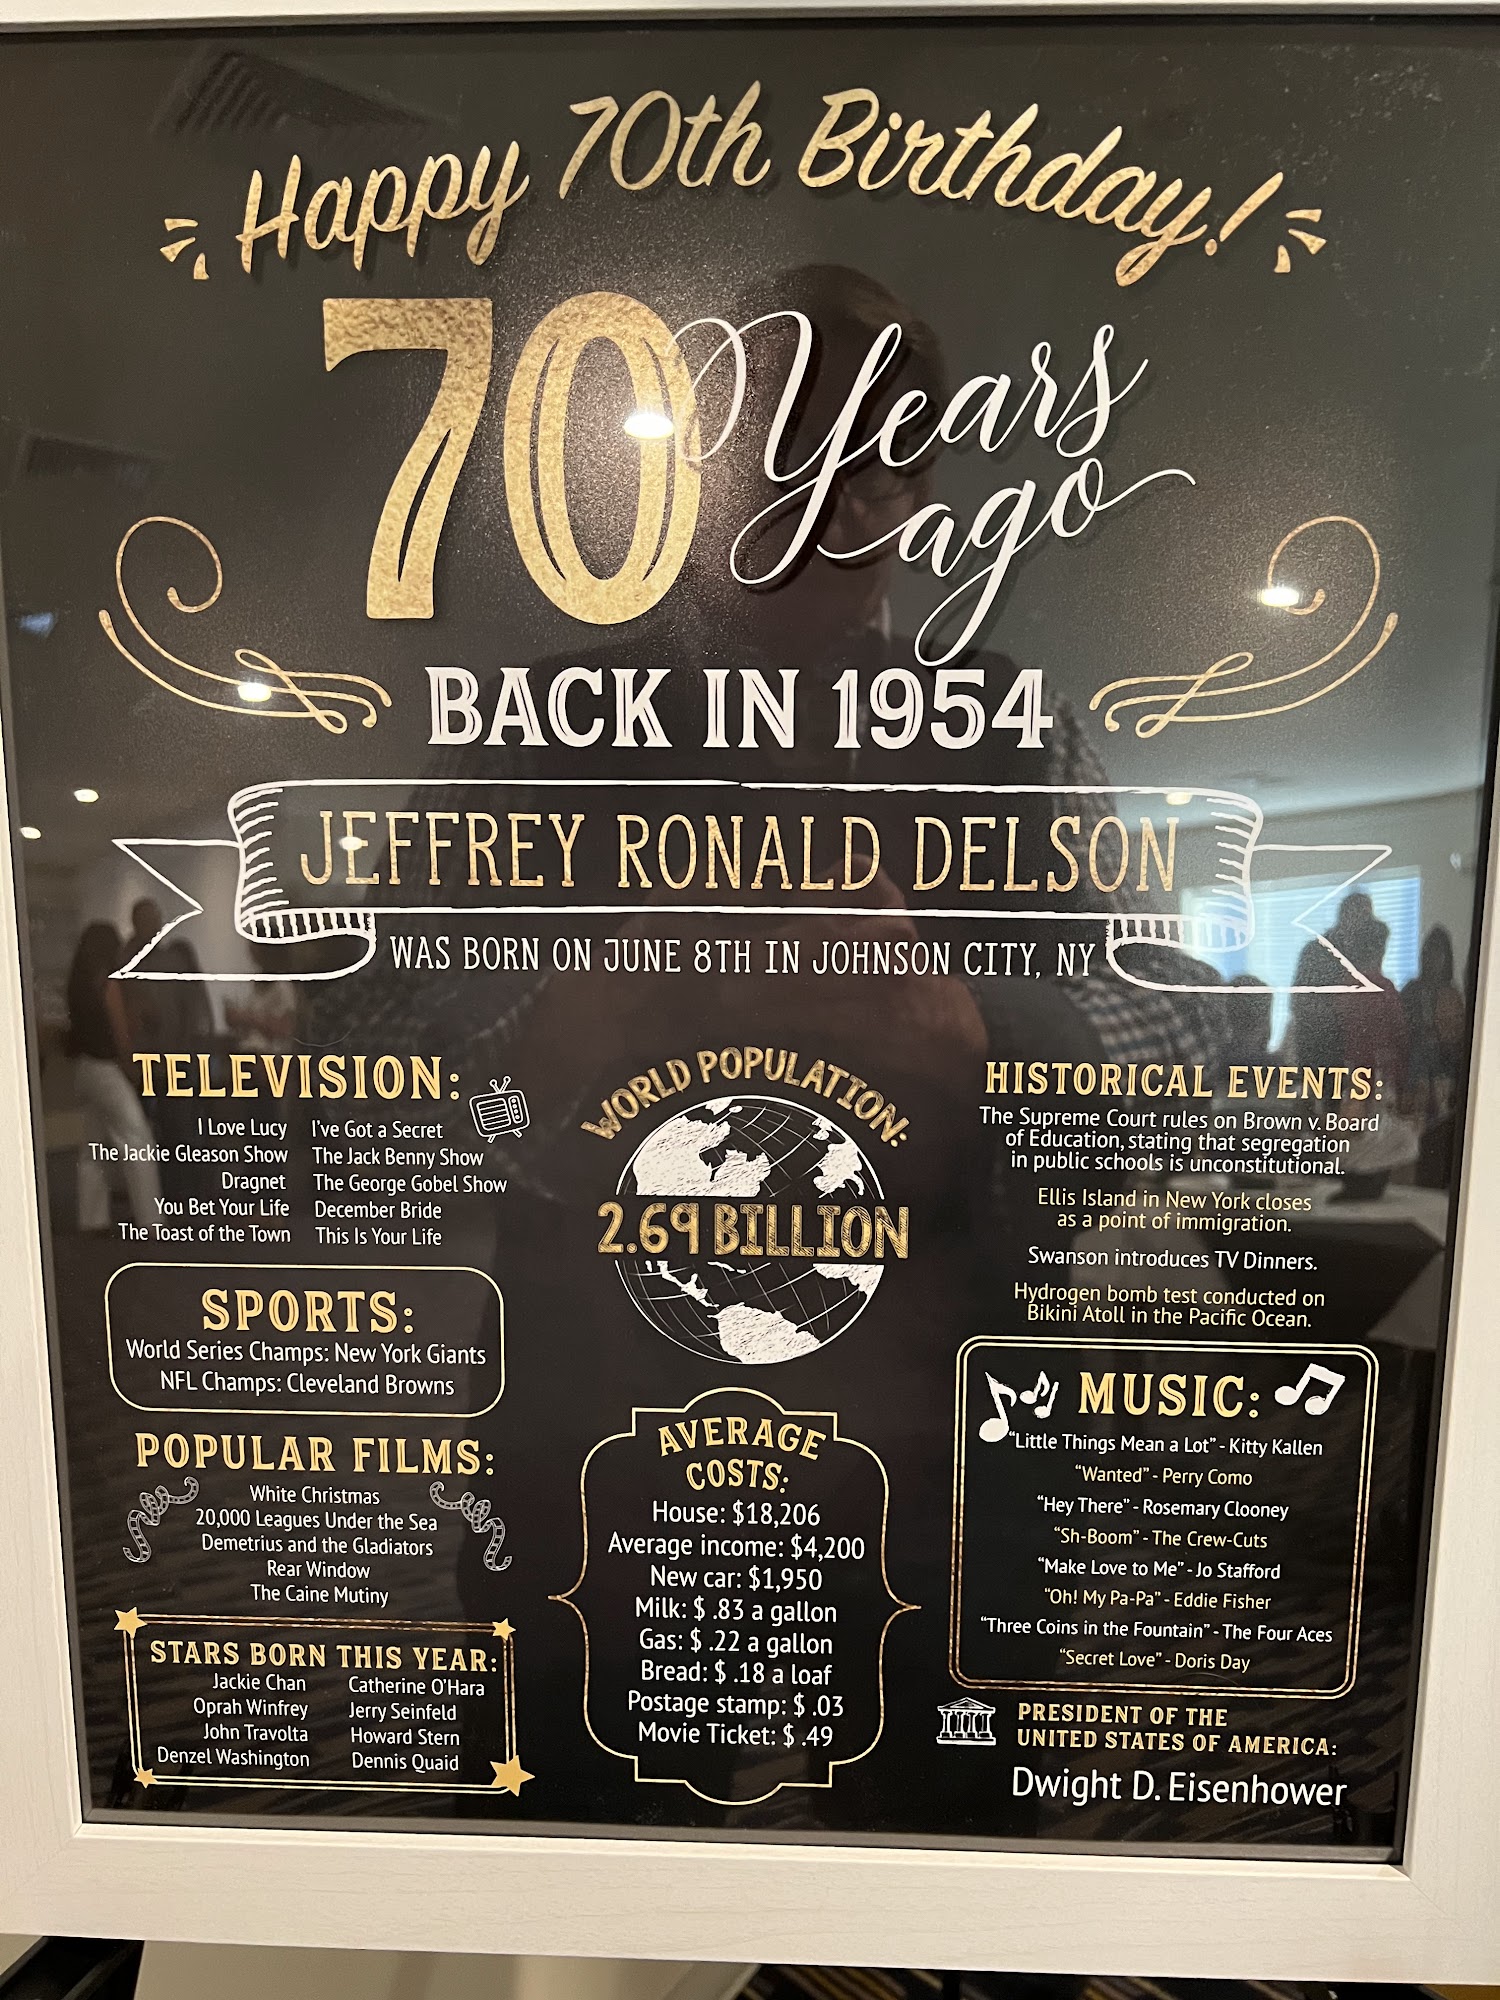 Happy 70th Birthday!
70 Years ago
BACK IN 1954
JEFFREY RONALD DELSON
WAS BORN ON JUNE 8TH IN JOHNSON CITY, NY
TELEVISION:
I Love Lucy
The Jackie Gleason Show
Dragnet
You Bet Your Life
The Toast of the Town
I've Got a Secret
The Jack Benny Show
The George Gobel Show
December Bride
This Is Your Life
SPORTS:
World Series Champs: New York Giants
NFL Champs: Cleveland Browns
POPULAR FILMS:
White Christmas
20,000 Leagues Under the Sea
Demetrius and the Gladiators
Rear Window
The Caine Mutiny
STARS BORN THIS YEAR:
Jackie Chan
Oprah Winfrey
John Travolta
Denzel Washington
Catherine O'Hara
Jerry Seinfeld
Howard Stern
Dennis Quaid
WORLD POPULATION:
2.69 BILLION
AVERAGE
COSTS:
House: $18,206
Average income: $4,200
New car: $1,950
Milk: $ .83 a gallon
Gas: $ .22 a gallon
Bread: $ .18 a loaf
Postage stamp: $ .03
Movie Ticket: $ .49
HISTORICAL EVENTS:
The Supreme Court rules on Brown v. Board
of Education, stating that segregation
in public schools is unconstitutional.
Ellis Island in New York closes
as a point of immigration.
Swanson introduces TV Dinners.
Hydrogen bomb test conducted on
Bikini Atoll in the Pacific Ocean.
MUSIC:
"Little Things Mean a Lot" - Kitty Kallen
"Wanted" - Perry Como
"Hey There" - Rosemary Clooney
"Sh-Boom" - The Crew-Cuts
"Make Love to Me" - Jo Stafford
"Oh! My Pa-Pa" - Eddie Fisher
"Three Coins in the Fountain" - The Four Aces
"Secret Love" - Doris Day
PRESIDENT OF THE
UNITED STATES OF AMERICA:
Dwight D. Eisenhower